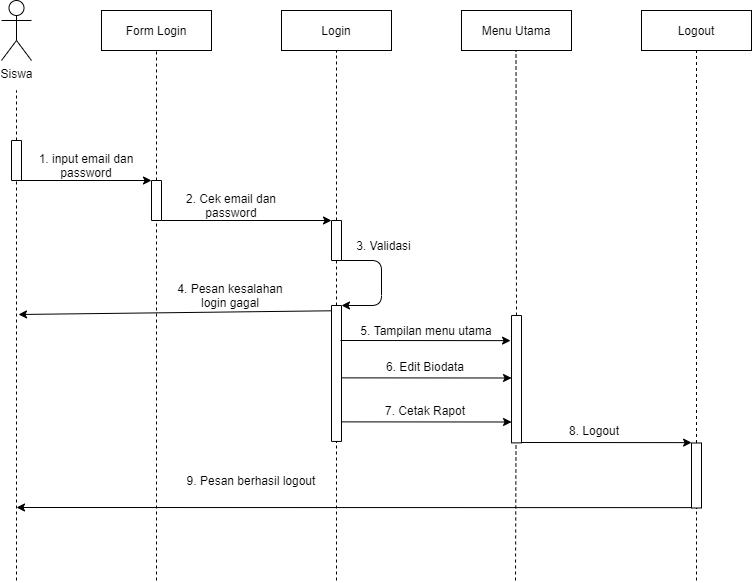 Siswa
Form Login
Login
Menu Utama
Logout
1. input email dan
password
2. Cek email dan
password
3. Validasi
4. Pesan kesalahan
login gagal
5. Tampilan menu utama
6. Edit Biodata
7. Cetak Rapot
8. Logout
9. Pesan berhasil logout